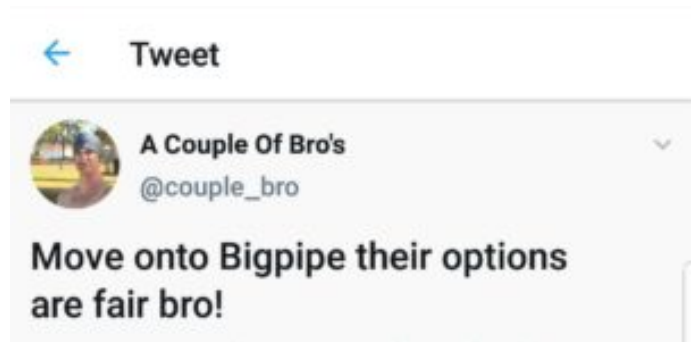 Tweet
A Couple Of Bro's
@couple_bro
Move onto Bigpipe their options
are fair bro!